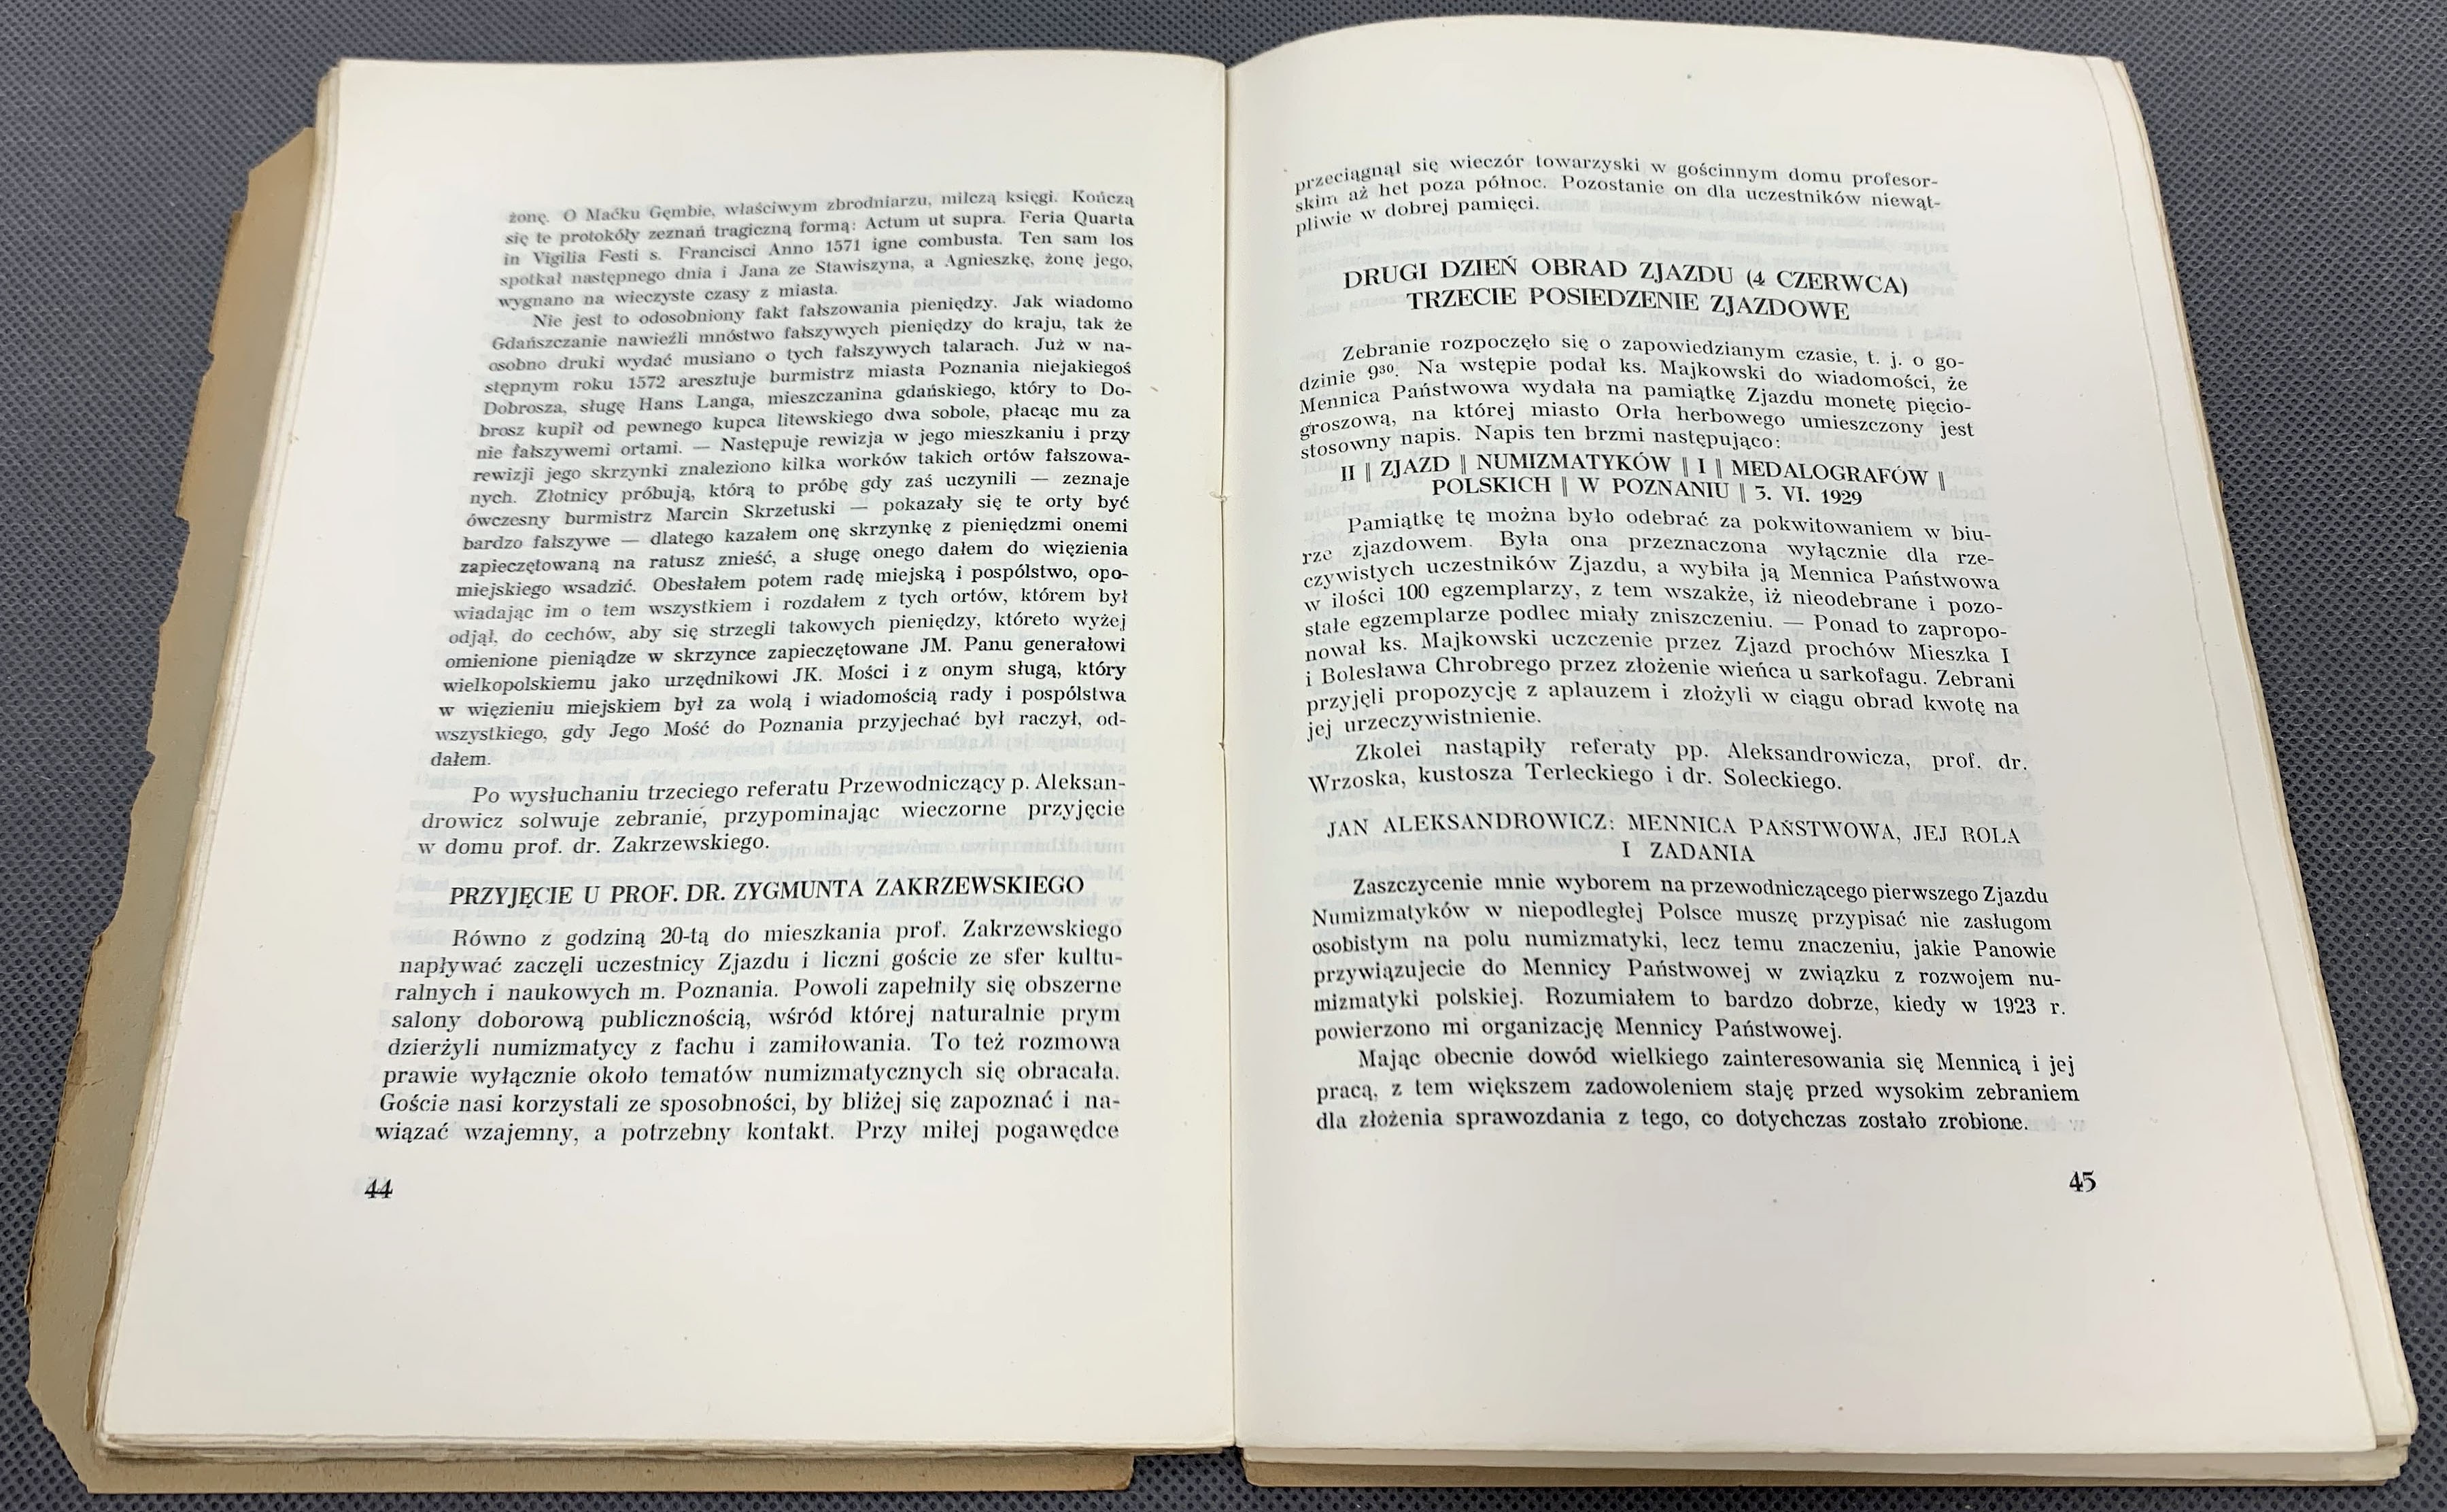 żonę. O Maćku Gęmbie, właściwym zbrodniarzu, milczą księgi. Kończą
się te protokóły zeznań tragiczną formą: Actum ut supra. Feria Quarta
in Vigilia Festi s. Francisci Anno 1571 igne combusta. Ten sam los
spotkał następnego dnia i Jana ze Stawiszyna, a Agnieszkę, żonę jego,
wygnano na wieczyste czasy z miasta.
Nie jest to odosobniony fakt fałszowania pieniędzy. Jak wiadomo
Gdańszczanie nawieźli mnóstwo fałszywych pieniędzy do kraju, tak że
osobno druki wydać musiano o tych fałszywych talarach. Już w na-
stępnym roku 1572 aresztuje burmistrz miasta Poznania niejakiegoś
Dobrosza, sługę Hans Langa, mieszczanina gdańskiego, który to Do-
brosz kupił od pewnego kupca litewskiego dwa sobole, płacąc mu za
nie fałszywemi ortami. — Następuje rewizja w jego mieszkaniu i przy
rewizji jego skrzynki znaleziono kilka worków takich ortów fałszowa-
nych. Złotnicy próbują, którą to próbę gdy zaś uczynili — zeznaje
ówczesny burmistrz Marcin Skrzetuski — pokazały się te orty być
bardzo fałszywe — dlatego kazałem onę skrzynkę z pieniędzmi onemi
zapieczętowaną na ratusz znieść, a sługę onego dałem do więzienia
miejskiego wsadzić. Obesłałem potem radę miejską i pospólstwo, opo-
wiadając im o tem wszystkiem i rozdałem z tych ortów, którem był
odjął, do cechów, aby się strzegli takowych pieniędzy, któreto wyżej
omienione pieniądze w skrzynce zapieczętowane JM. Panu generałowi
wielkopolskiemu jako urzędnikowi JK. Mości i z onym sługą, który
w więzieniu miejskiem był za wolą i wiadomością rady i pospólstwa
wszystkiego, gdy Jego Mość do Poznania przyjechać był raczył, od-
dałem.
Po wysłuchaniu trzeciego referatu Przewodniczący p. Aleksan-
drowicz solwuje zebranie, przypominając wieczorne przyjęcie
w domu prof. dr. Zakrzewskiego.
PRZYJĘCIE U PROF. DR. ZYGMUNTA ZAKRZEWSKIEGO
Równo z godziną 20-tą do mieszkania prof. Zakrzewskiego
napływać zaczęli uczestnicy Zjazdu i liczni goście ze sfer kultu-
ralnych i naukowych m. Poznania. Powoli zapełniły się obszerne
salony doborową publicznością, wśród której naturalnie prym
dzierżyli numizmatycy z fachu i zamiłowania. To też rozmowa
prawie wyłącznie około tematów numizmatycznych się obracała.
Goście nasi korzystali ze sposobności, by bliżej się zapoznać i na-
wiązać wzajemny, a potrzebny kontakt. Przy miłej pogawędce
44
przeciągnął się wieczór towarzyski w gościnnym domu profesor-
skim aż het poza północ. Pozostanie on dla uczestników niewąt-
pliwie w dobrej pamięci.
DRUGI DZIEŃ OBRAD ZJAZDU (4 CZERWCA)
TRZECIE POSIEDZENIE ZJAZDOWE
Zebranie rozpoczęło się o zapowiedzianym czasie, t. j. o go-
dzinie 9³⁰. Na wstępie podał ks. Majkowski do wiadomości, że
Mennica Państwowa wydała na pamiątkę Zjazdu monetę pięcio-
groszową, na której miasto Orła herbowego umieszczony jest
stosowny napis. Napis ten brzmi następująco:
II ‖ ZJAZD ‖ NUMIZMATYKÓW ‖ I ‖ MEDALOGRAFÓW ‖
POLSKICH ‖ W POZNANIU ‖ 3. VI. 1929
Pamiątkę tę można było odebrać za pokwitowaniem w biu-
rze zjazdowem. Była ona przeznaczona wyłącznie dla rze-
czywistych uczestników Zjazdu, a wybiła ją Mennica Państwowa
w ilości 100 egzemplarzy, z tem wszakże, iż nieodebrane i pozo-
stałe egzemplarze podlec miały zniszczeniu. — Ponad to zapropo-
nował ks. Majkowski uczczenie przez Zjazd prochów Mieszka I
i Bolesława Chrobrego przez złożenie wieńca u sarkofagu. Zebrani
przyjęli propozycję z aplauzem i złożyli w ciągu obrad kwotę na
jej urzeczywistnienie.
Zkolei nastąpiły referaty pp. Aleksandrowicza, prof. dr.
Wrzoska, kustosza Terleckiego i dr. Soleckiego.
JAN ALEKSANDROWICZ: MENNICA PAŃSTWOWA, JEJ ROLA
I ZADANIA
Zaszczycenie mnie wyborem na przewodniczącego pierwszego Zjazdu
Numizmatyków w niepodległej Polsce muszę przypisać nie zasługom
osobistym na polu numizmatyki, lecz temu znaczeniu, jakie Panowie
przywiązujecie do Mennicy Państwowej w związku z rozwojem nu-
mizmatyki polskiej. Rozumiałem to bardzo dobrze, kiedy w 1923 r.
powierzono mi organizację Mennicy Państwowej.
Mając obecnie dowód wielkiego zainteresowania się Mennicą i jej
pracą, z tem większem zadowoleniem staję przed wysokim zebraniem
dla złożenia sprawozdania z tego, co dotychczas zostało zrobione.
45